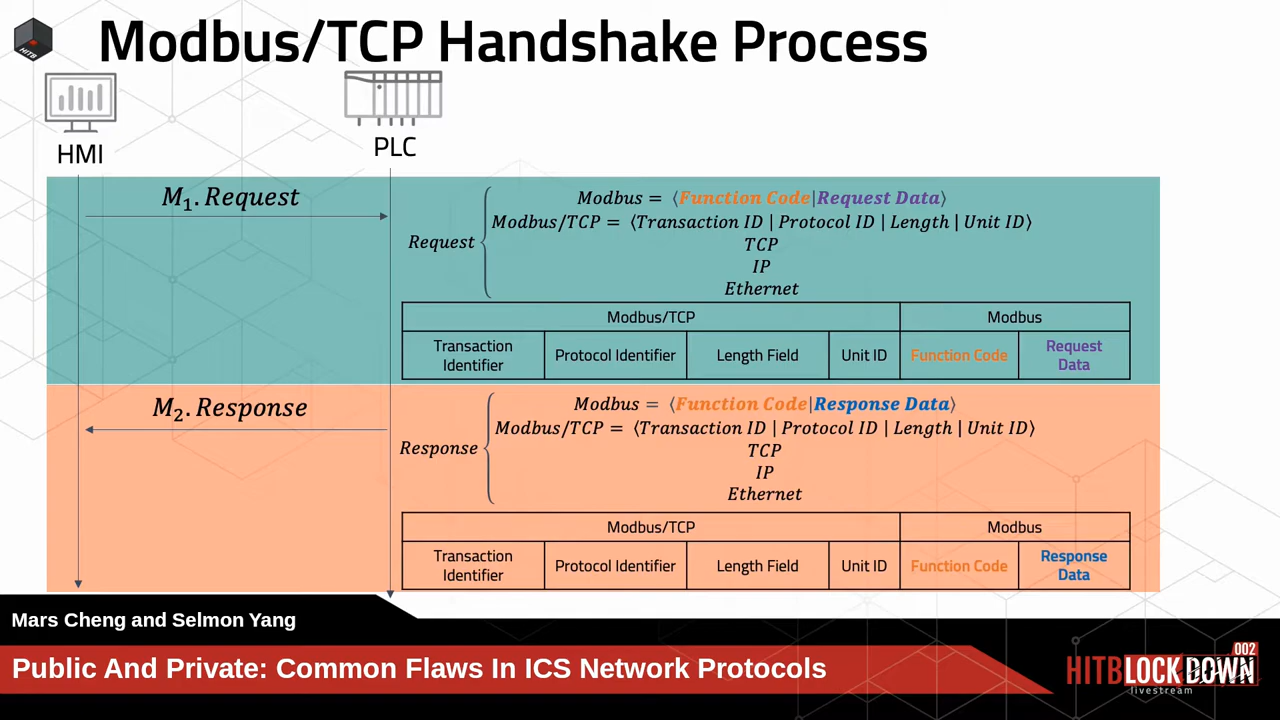 Modbus/TCP Handshake Process
HITB
HMI
PLC
M₁.Request
Request
Modbus = ⟨Function Code|Request Data⟩
Modbus/TCP = ⟨Transaction ID | Protocol ID | Length | Unit ID⟩
TCP
IP
Ethernet
Modbus/TCP
Modbus
Transaction Identifier
Protocol Identifier
Length Field
Unit ID
Function Code
Request Data
M₂.Response
Response
Modbus = ⟨Function Code|Response Data⟩
Modbus/TCP = ⟨Transaction ID | Protocol ID | Length | Unit ID⟩
TCP
IP
Ethernet
Modbus/TCP
Modbus
Transaction Identifier
Protocol Identifier
Length Field
Unit ID
Function Code
Response Data
Mars Cheng and Selmon Yang
Public And Private: Common Flaws In ICS Network Protocols
002
HITBLOCKDOWN
livestream